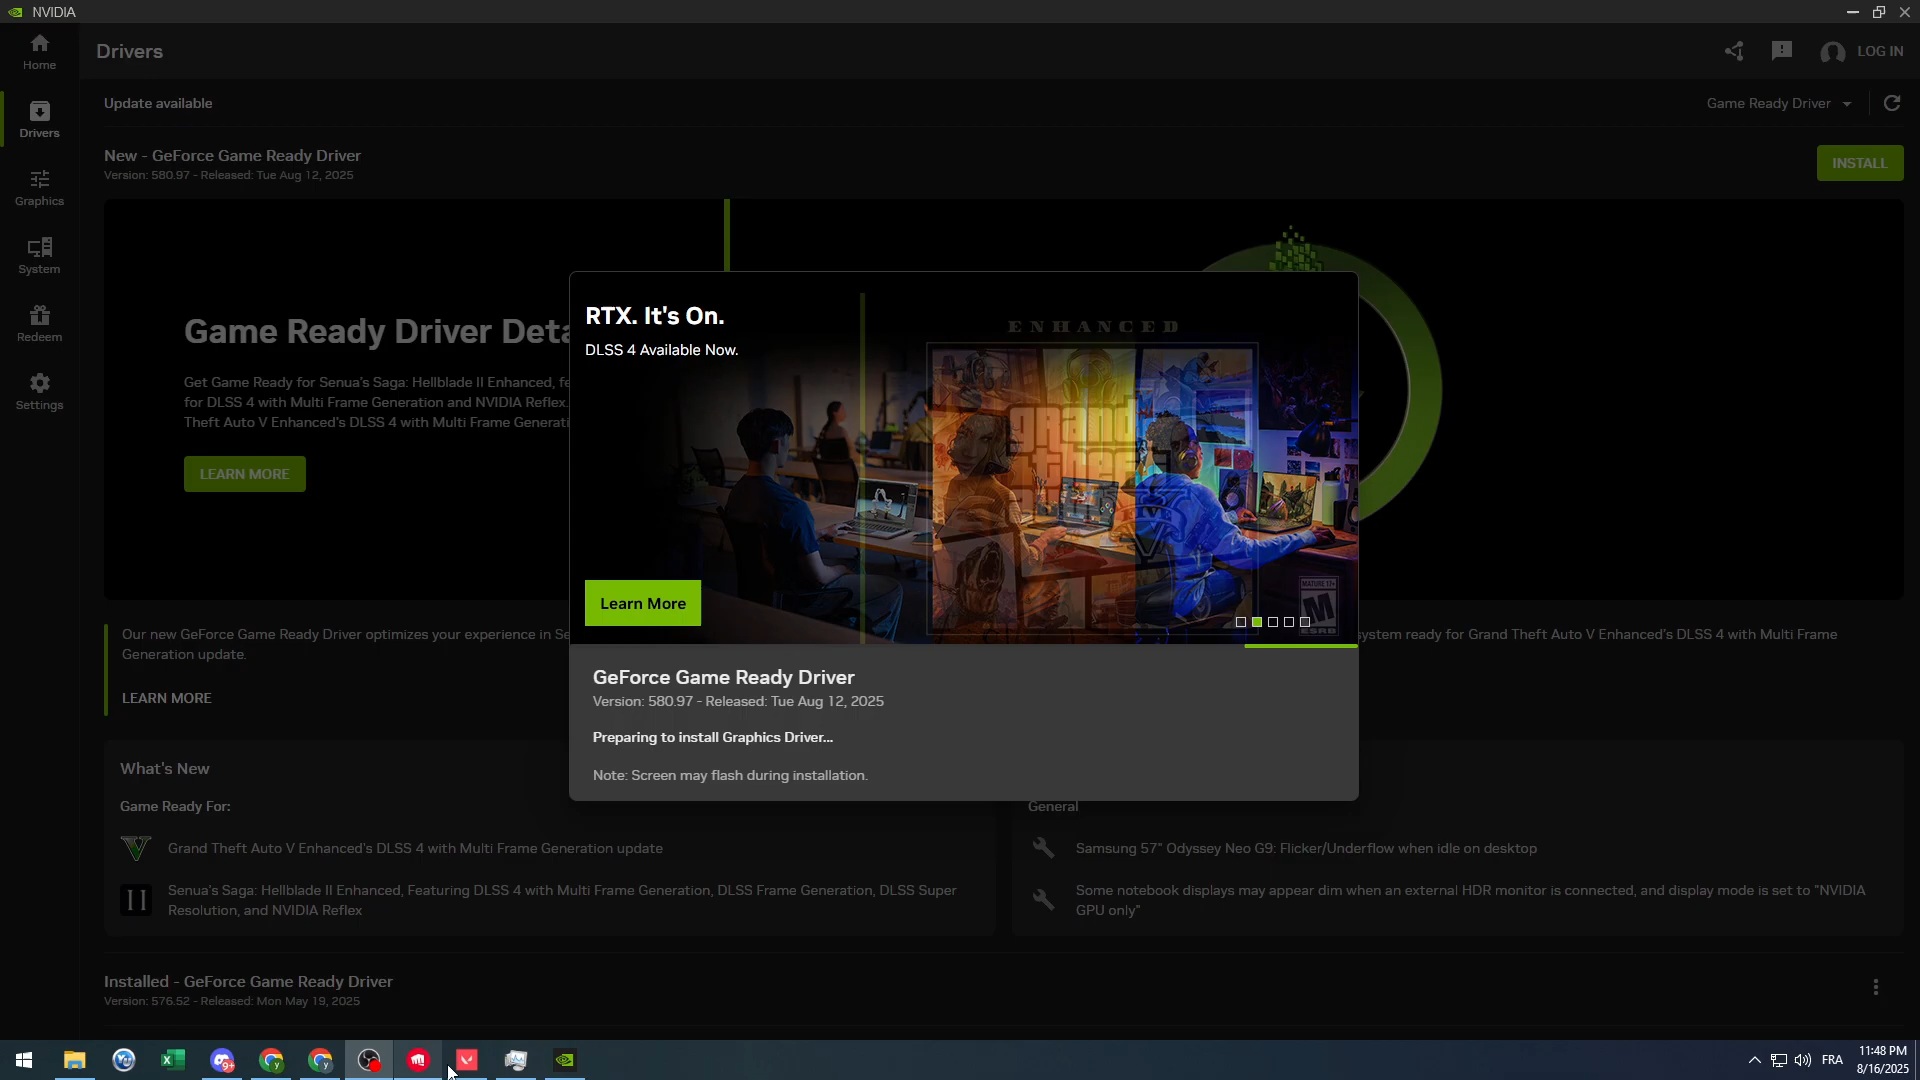 NVIDIA
Home
Drivers
LOG IN
Update available
Game Ready Driver
Drivers
New - GeForce Game Ready Driver
Version: 580.97 - Released: Tue Aug 12, 2025
INSTALL
Graphics
System
Redeem
Settings
Game Ready Driver Deta
Get Game Ready for Senua's Saga: Hellblade II Enhanced, fe
for DLSS 4 with Multi Frame Generation and NVIDIA Reflex.
Theft Auto V Enhanced's DLSS 4 with Multi Frame Generati
LEARN MORE
RTX. It's On.
DLSS 4 Available Now.
ENHANCED
grand
theft
auto
V
MATURE 17+
M
ESRB
Learn More
GeForce Game Ready Driver
Version: 580.97 - Released: Tue Aug 12, 2025
Preparing to install Graphics Driver...
Note: Screen may flash during installation.
Our new GeForce Game Ready Driver optimizes your experience in Se
ystem ready for Grand Theft Auto V Enhanced's DLSS 4 with Multi Frame
Generation update.
LEARN MORE
What's New
Game Ready For:
Grand Theft Auto V Enhanced's DLSS 4 with Multi Frame Generation update
II
Senua's Saga: Hellblade II Enhanced, Featuring DLSS 4 with Multi Frame Generation, DLSS Frame Generation, DLSS Super
Resolution, and NVIDIA Reflex
General
Samsung 57" Odyssey Neo G9: Flicker/Underflow when idle on desktop
Some notebook displays may appear dim when an external HDR monitor is connected, and display mode is set to "NVIDIA
GPU only"
Installed - GeForce Game Ready Driver
Version: 576.52 - Released: Mon May 19, 2025
9+
FRA
11:48 PM
8/16/2025